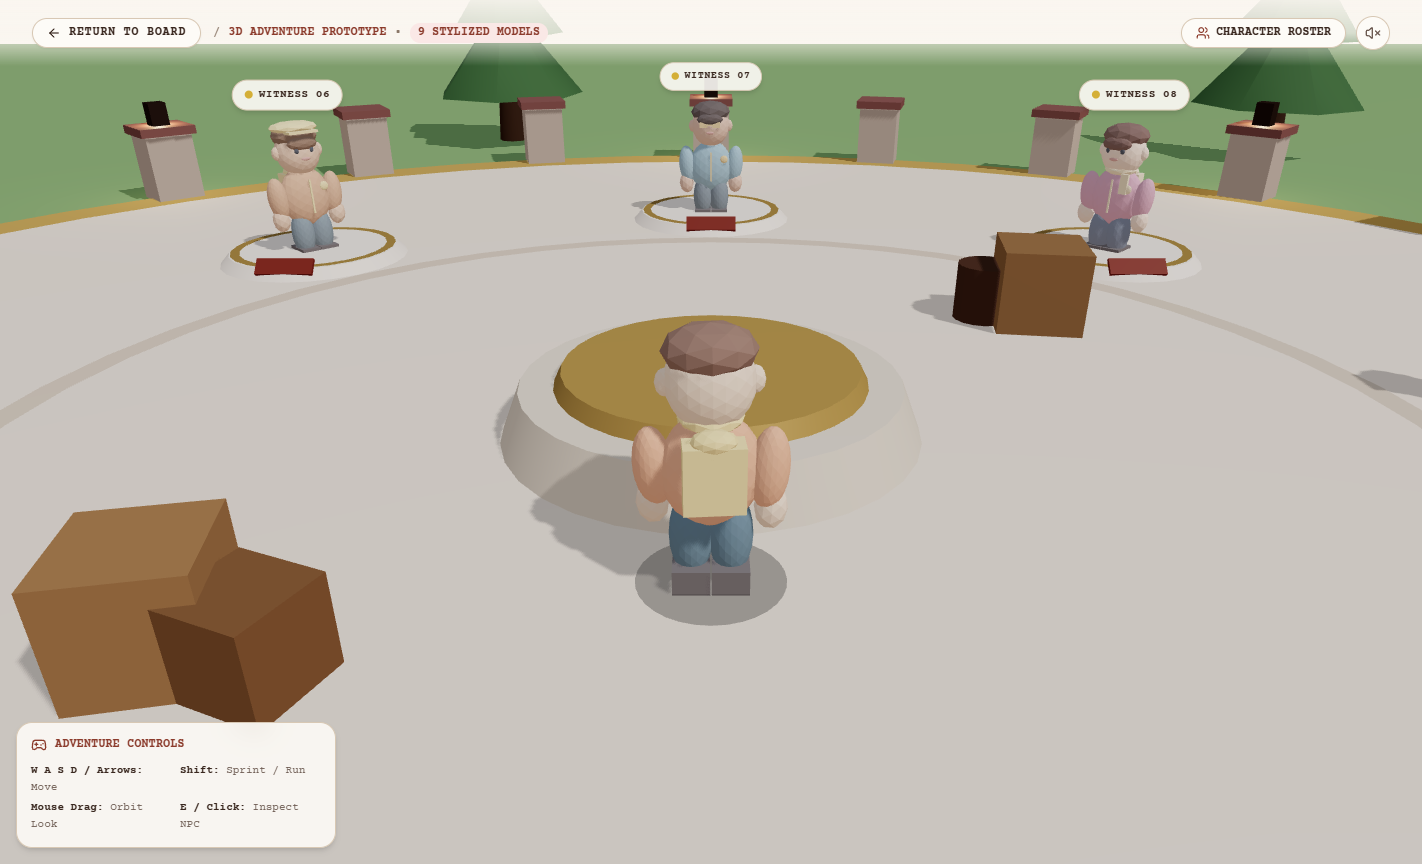 RETURN TO BOARD / 3D ADVENTURE PROTOTYPE • 9 STYLIZED MODELS CHARACTER ROSTER
WITNESS 07
WITNESS 06 WITNESS 08
ADVENTURE CONTROLS
W A S D / Arrows: Shift: Sprint / Run
Move
Mouse Drag: Orbit E / Click: Inspect
Look NPC